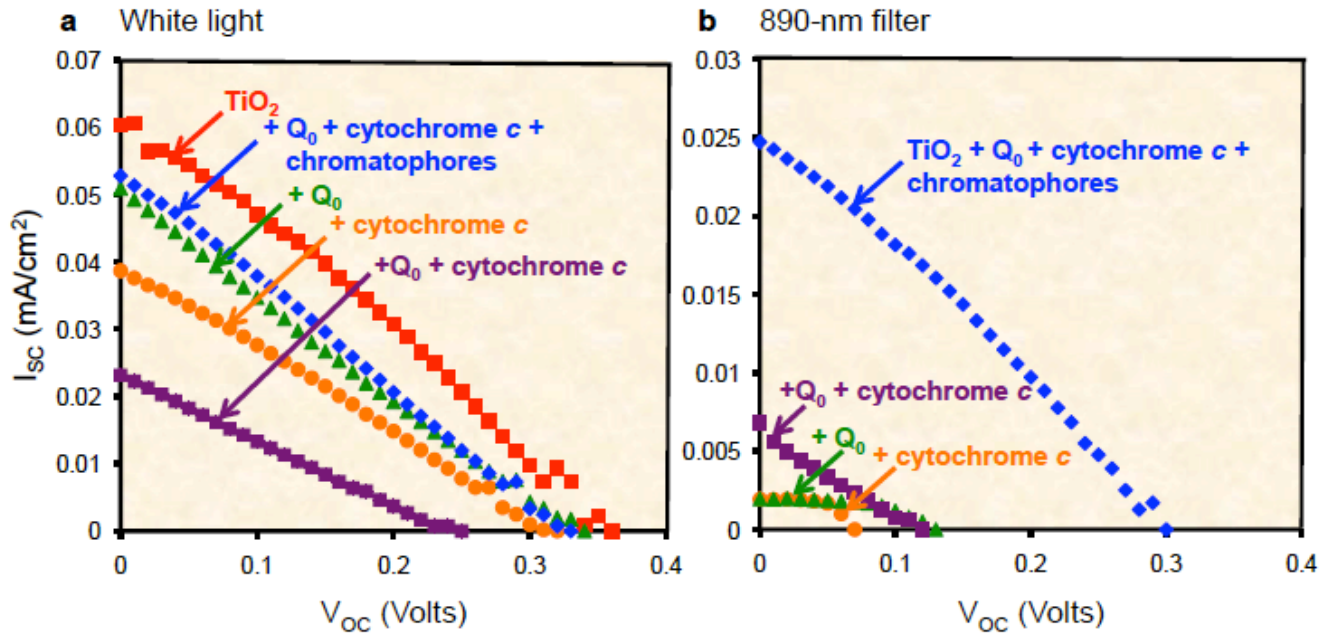 a White light
0.07
0.06
0.05
0.04
0.03
0.02
0.01
0
I_SC (mA/cm²)
TiO₂
+ Q₀ + cytochrome c +
chromatophores
+ Q₀
+ cytochrome c
+Q₀ + cytochrome c
0 0.1 0.2 0.3 0.4
V_OC (Volts)
b 890-nm filter
0.03
0.025
0.02
0.015
0.01
0.005
0
TiO₂ + Q₀ + cytochrome c +
chromatophores
+Q₀ + cytochrome c
+ Q₀
+ cytochrome c
0 0.1 0.2 0.3 0.4
V_OC (Volts)